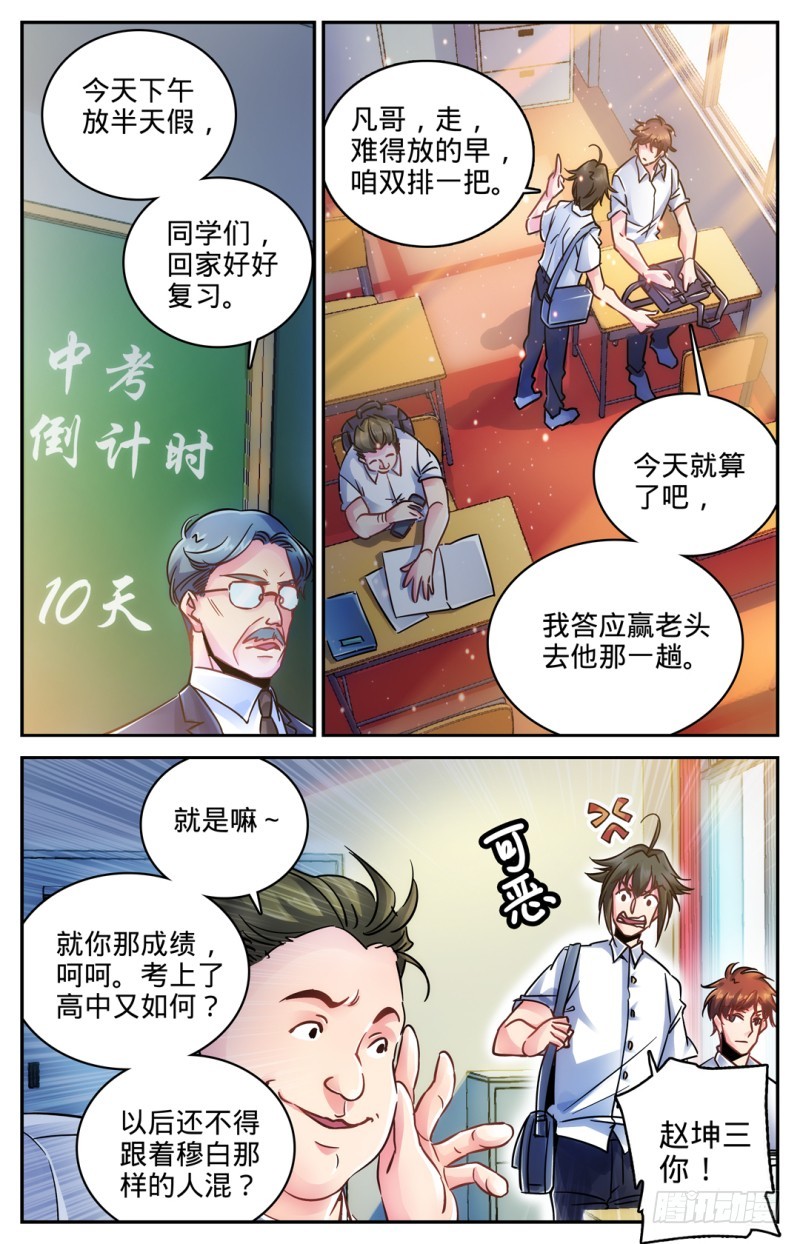 今天下午
放半天假，
同学们，
回家好好
复习。
中考
倒计时
10天
凡哥，走，
难得放的早，
咱双排一把。
今天就算
了吧，
我答应赢老头
去他那一趟。
就是嘛～
就你那成绩，
呵呵。考上了
高中又如何？
以后还不得
跟着穆白那
样的人混？
可恶
赵坤三
你！
腾讯动漫